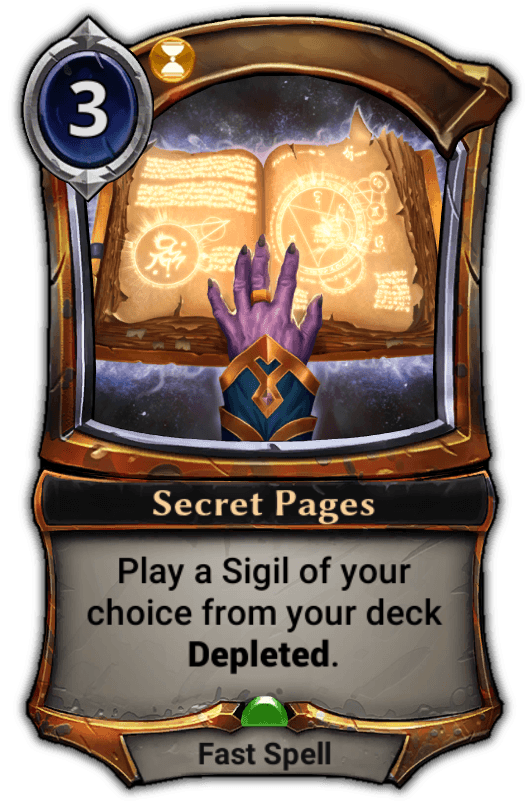 3
Secret Pages
Play a Sigil of your
choice from your deck
Depleted.
Fast Spell